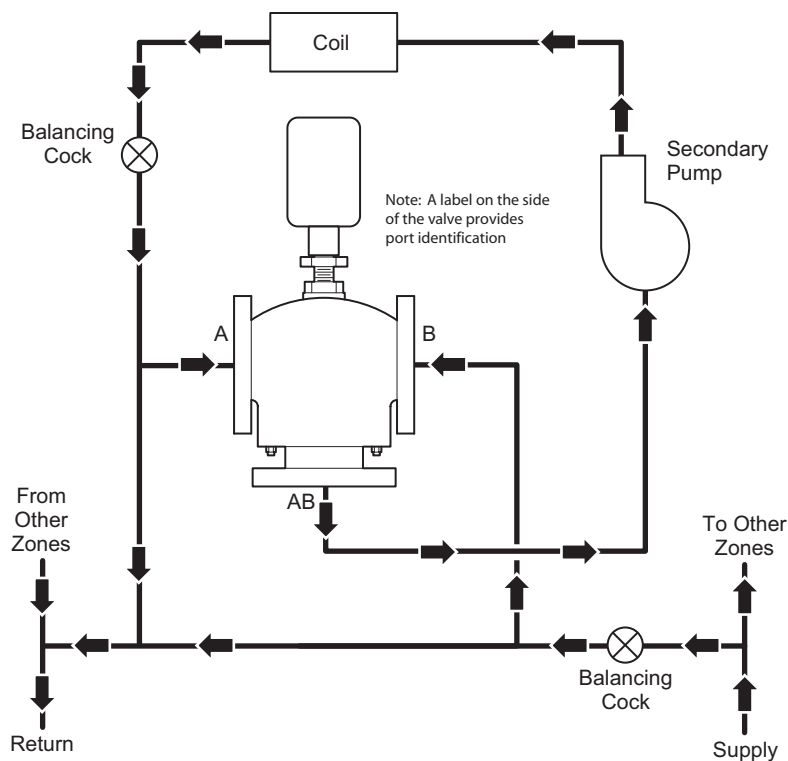 Coil
Balancing
Cock
Secondary
Pump
Note: A label on the side
of the valve provides
port identification
A
B
AB
From
Other
Zones
To Other
Zones
Balancing
Cock
Return
Supply